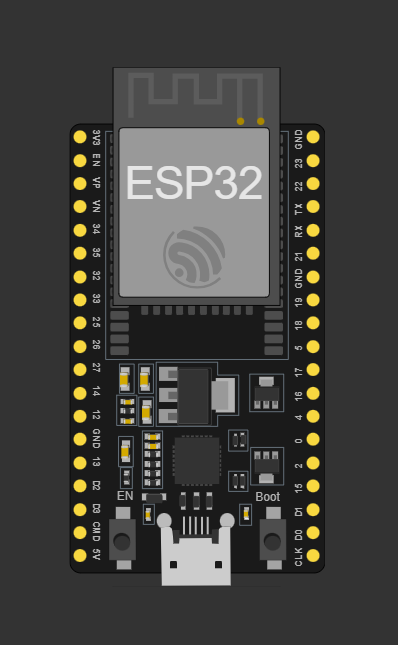 ESP32
3V3
EN
VP
VN
34
35
32
33
25
26
27
14
12
GND
13
D2
D3
CMD
5V
GND
23
22
TX
RX
21
GND
19
18
5
17
16
4
0
2
15
D1
D0
CLK
EN
Boot